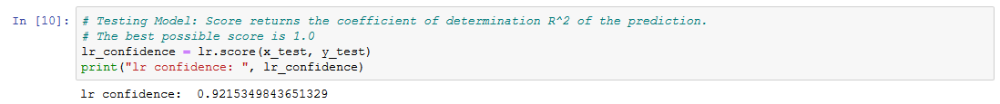 In [10]: # Testing Model: Score returns the coefficient of determination R^2 of the prediction.
# The best possible score is 1.0
lr_confidence = lr.score(x_test, y_test)
print("lr confidence: ", lr_confidence)
lr confidence:  0.9215349843651329